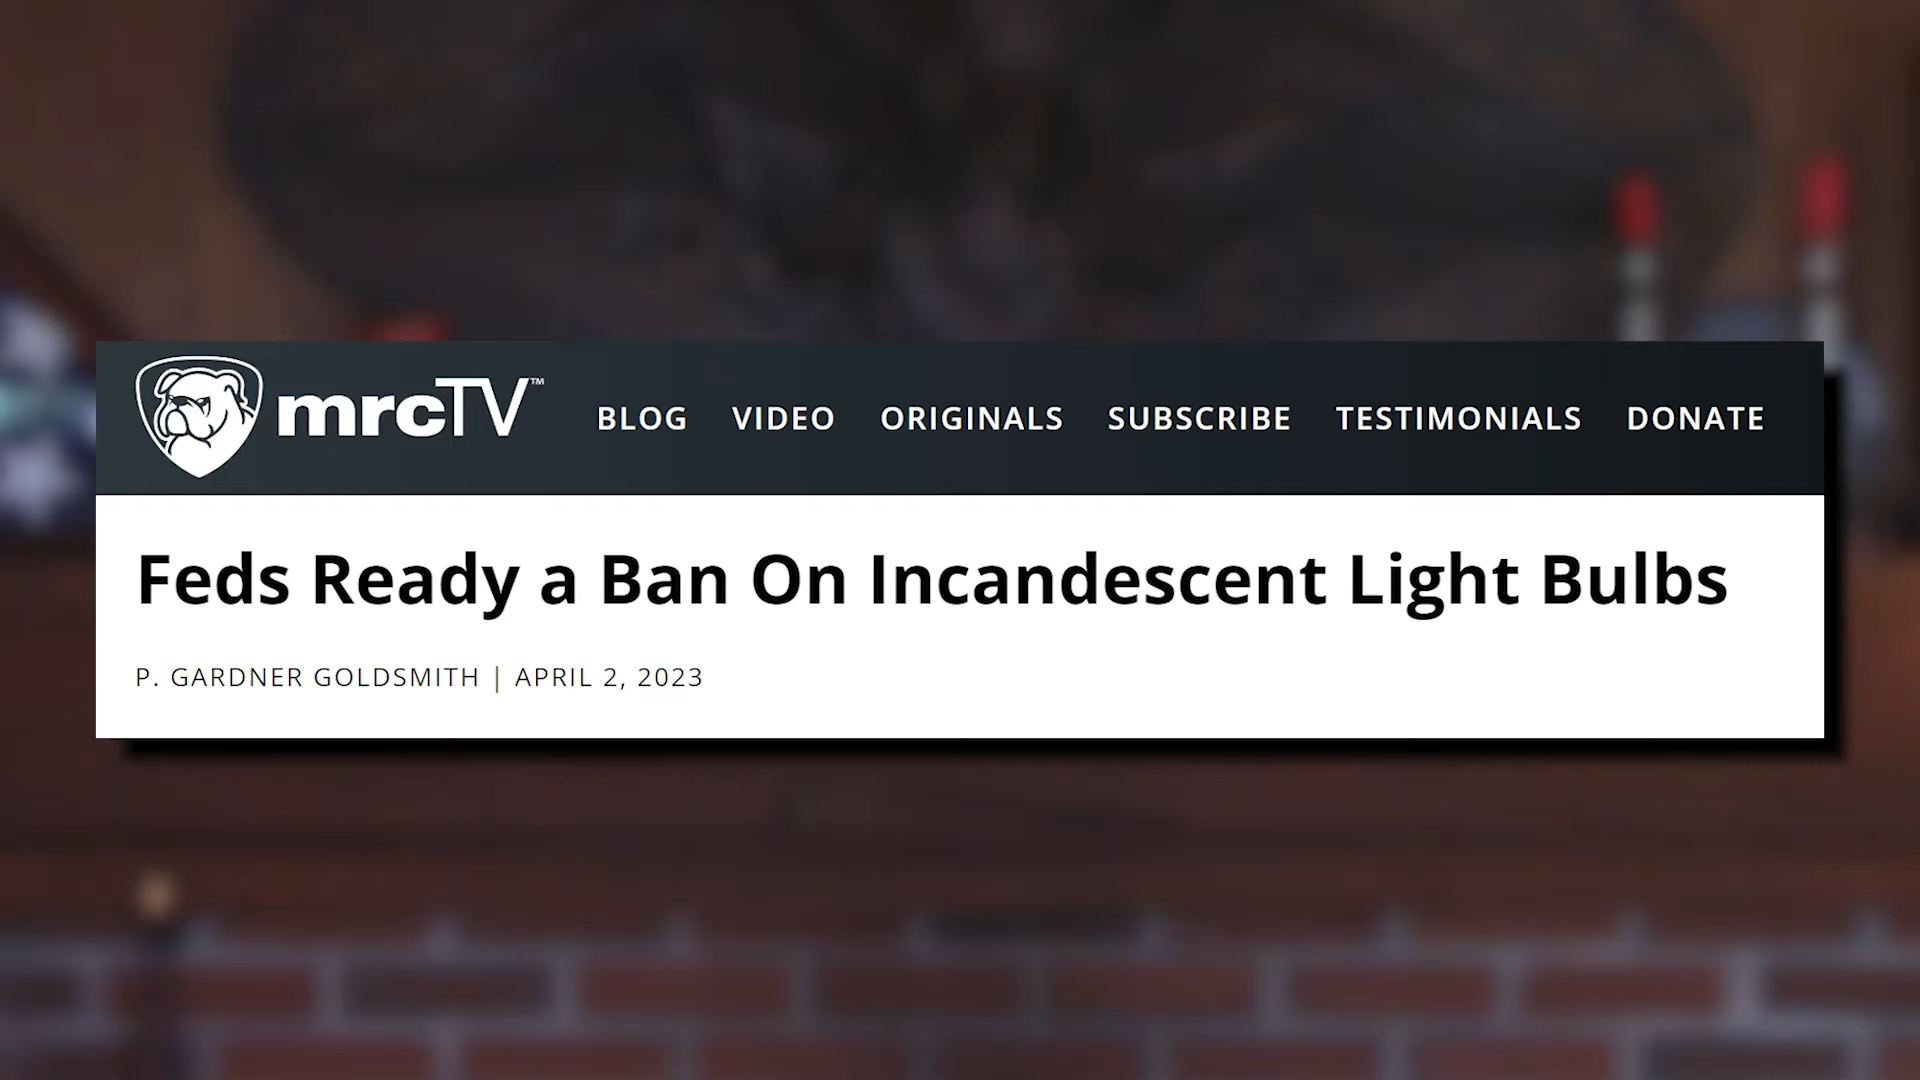 mrcTV™ BLOG VIDEO ORIGINALS SUBSCRIBE TESTIMONIALS DONATE
Feds Ready a Ban On Incandescent Light Bulbs
P. GARDNER GOLDSMITH | APRIL 2, 2023